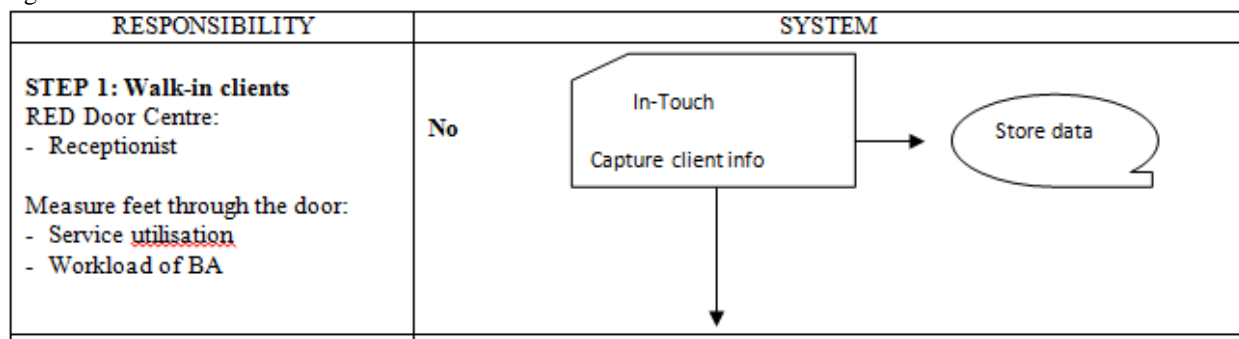 RESPONSIBILITY
SYSTEM
STEP 1: Walk-in clients
RED Door Centre:
- Receptionist
Measure feet through the door:
- Service utilisation
- Workload of BA
No
In-Touch
Capture client info
Store data